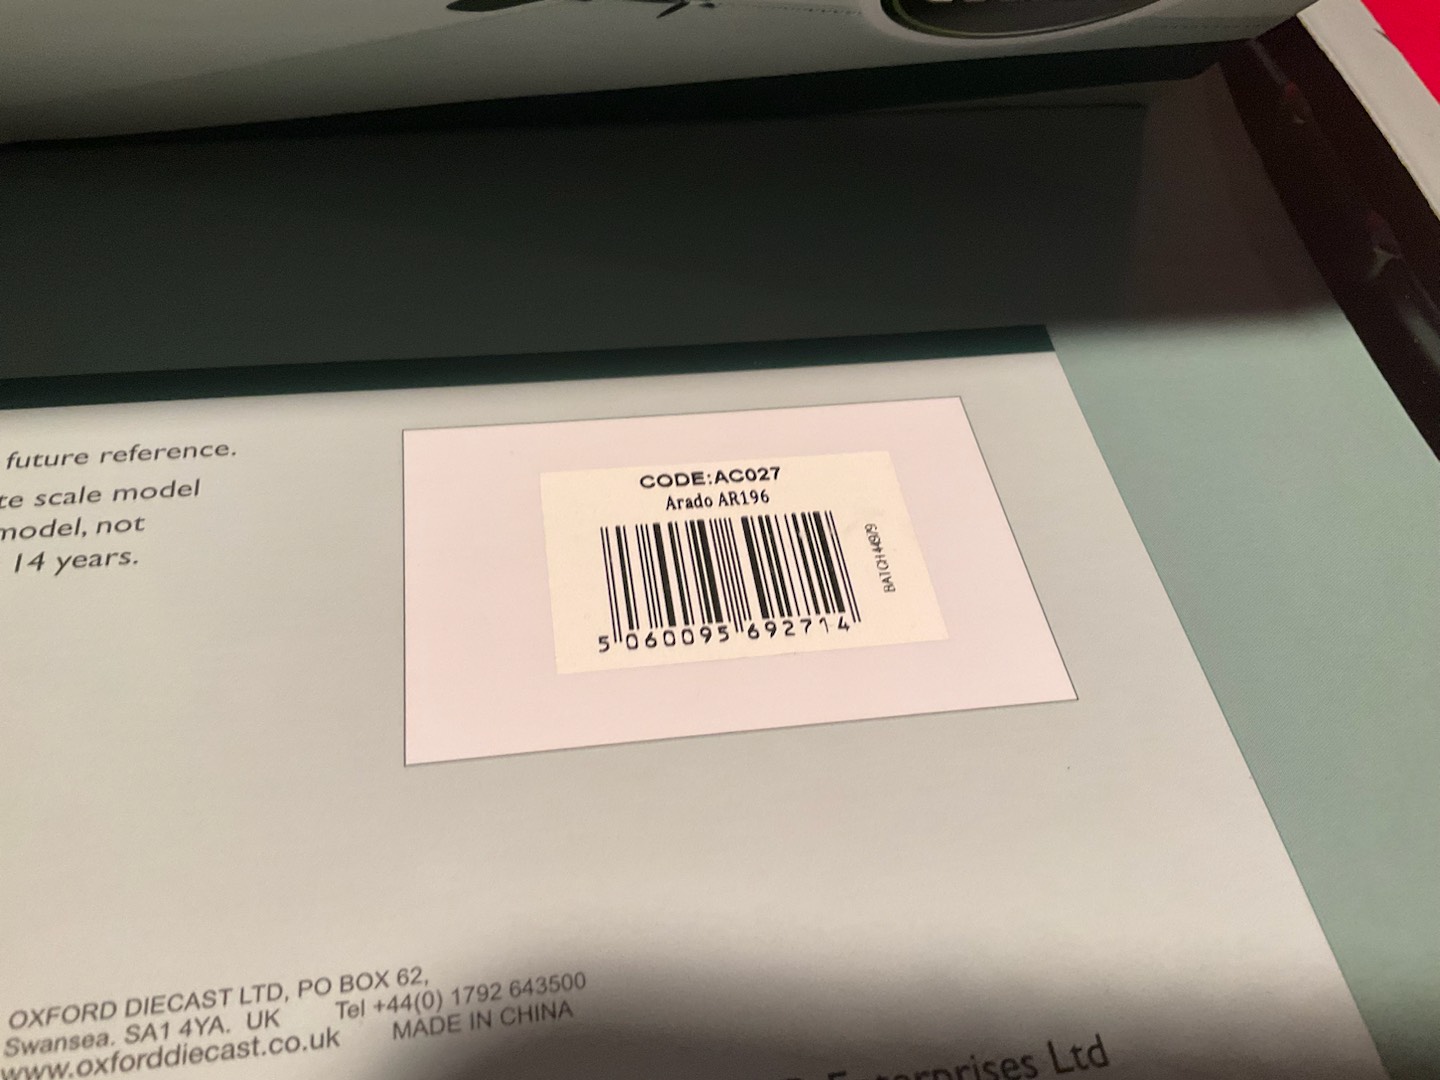 future reference.
te scale model
model, not
14 years.
CODE:AC027
Arado AR196
5 060095 692714
OXFORD DIECAST LTD, PO BOX 62,
Swansea. SA1 4YA. UK Tel +44(0) 1792 643500
www.oxforddiecast.co.uk MADE IN CHINA
Enterprises Ltd